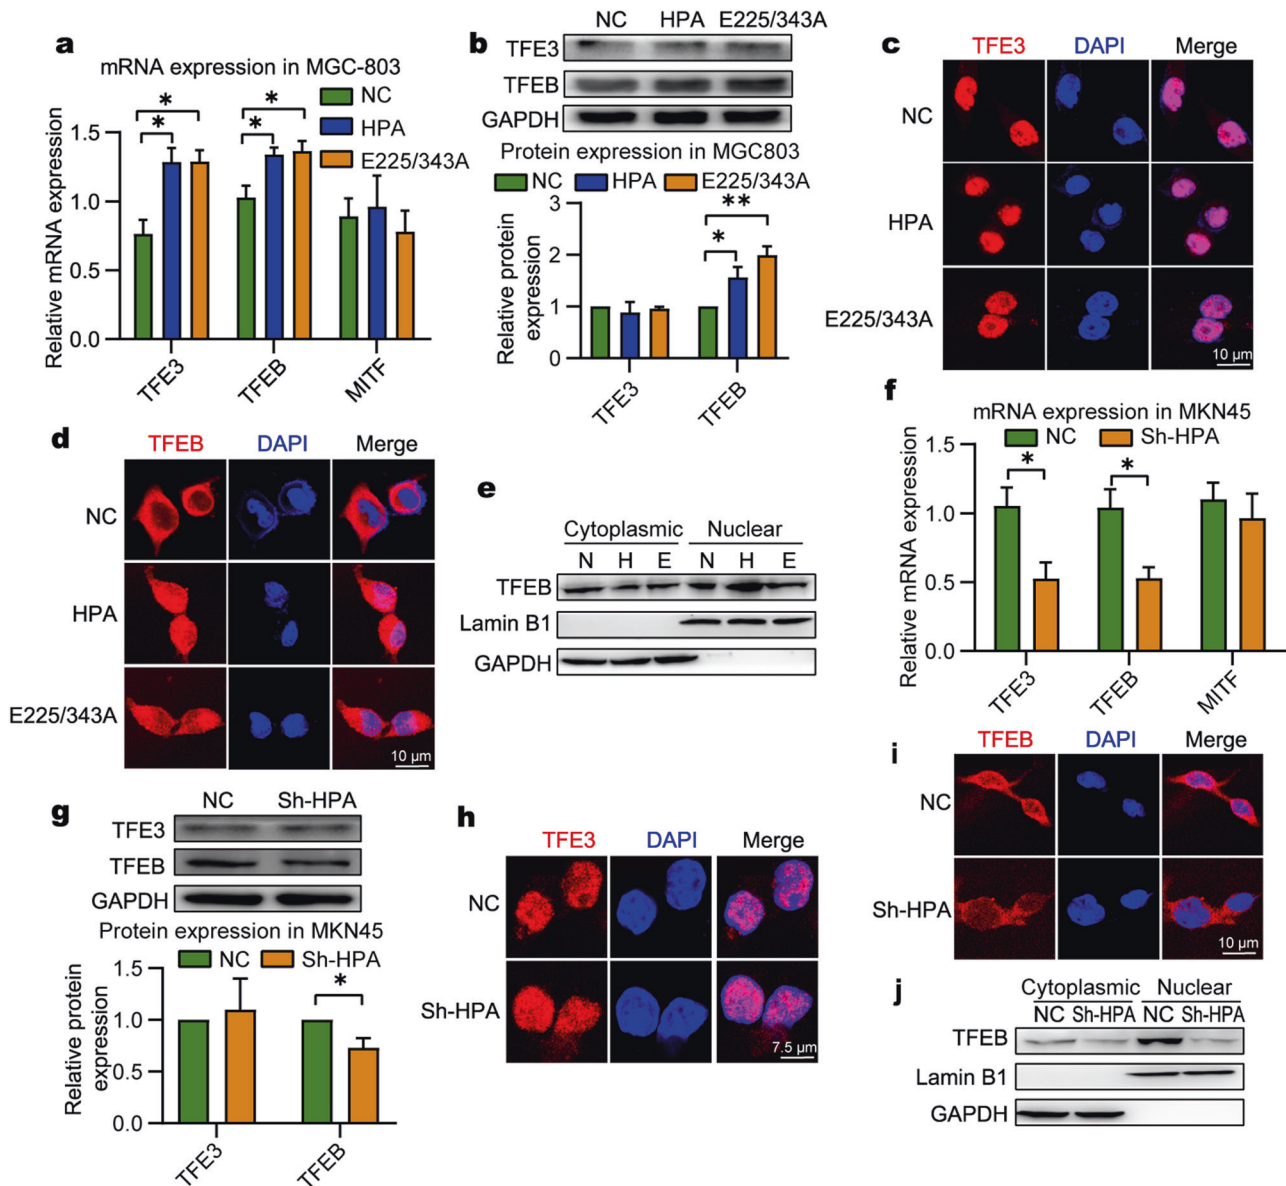 a
mRNA expression in MGC-803
NC
HPA
E225/343A
* * * *
Relative mRNA expression
1.5
1.0
0.5
0.0
TFE3 TFEB MITF
b
NC HPA E225/343A
TFE3
TFEB
GAPDH
Protein expression in MGC803
NC HPA E225/343A
Relative protein
expression
3
2
1
0
**
*
TFE3 TFEB
c
TFE3 DAPI Merge
NC
HPA
E225/343A
10 µm
d
TFEB DAPI Merge
NC
HPA
E225/343A
10 µm
e
Cytoplasmic Nuclear
N H E N H E
TFEB
Lamin B1
GAPDH
f
mRNA expression in MKN45
NC Sh-HPA
Relative mRNA expression
1.5
1.0
0.5
0.0
* *
TFE3 TFEB MITF
g
NC Sh-HPA
TFE3
TFEB
GAPDH
Protein expression in MKN45
NC Sh-HPA
Relative protein
expression
1.5
1.0
0.5
0.0
*
TFE3 TFEB
h
TFE3 DAPI Merge
NC
Sh-HPA
7.5 µm
i
TFEB DAPI Merge
NC
Sh-HPA
10 µm
j
Cytoplasmic Nuclear
NC Sh-HPA NC Sh-HPA
TFEB
Lamin B1
GAPDH